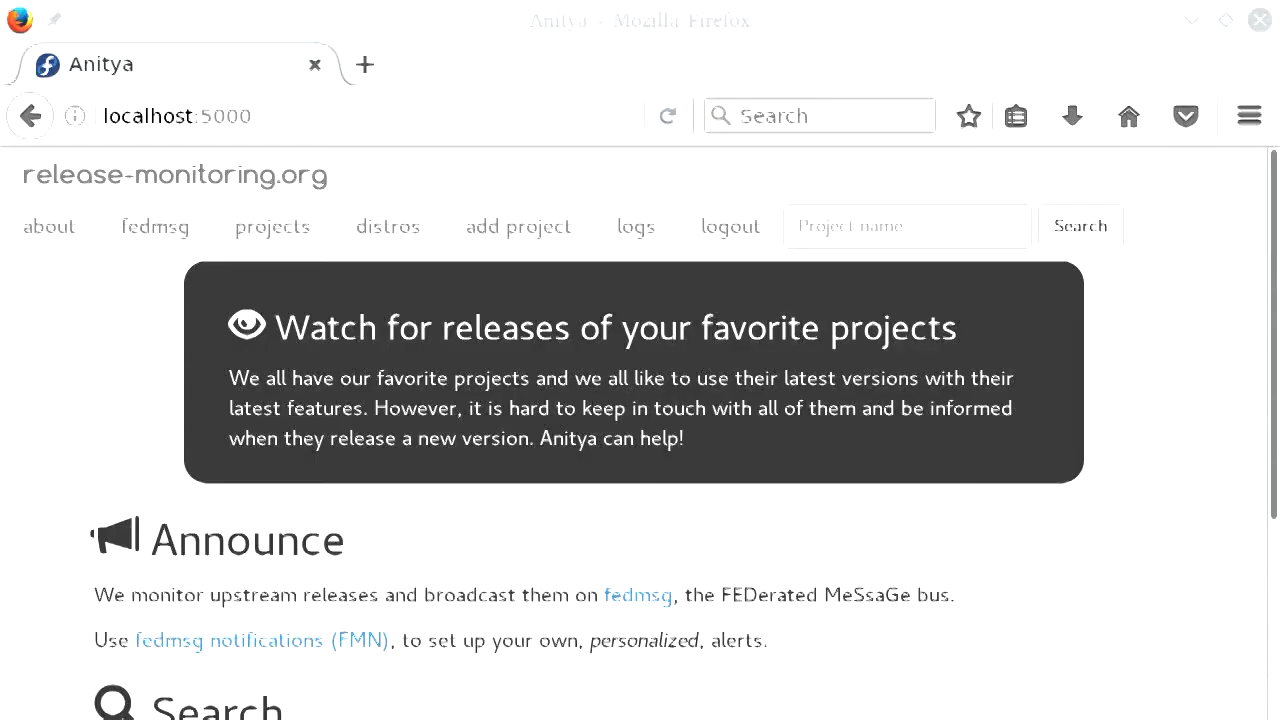 Anitya - Mozilla Firefox
Anitya
localhost:5000
Search
release-monitoring.org
about fedmsg projects distros add project logs logout Project name Search
Watch for releases of your favorite projects
We all have our favorite projects and we all like to use their latest versions with their
latest features. However, it is hard to keep in touch with all of them and be informed
when they release a new version. Anitya can help!
Announce
We monitor upstream releases and broadcast them on fedmsg, the FEDerated MeSsaGe bus.
Use fedmsg notifications (FMN), to set up your own, personalized, alerts.
Search